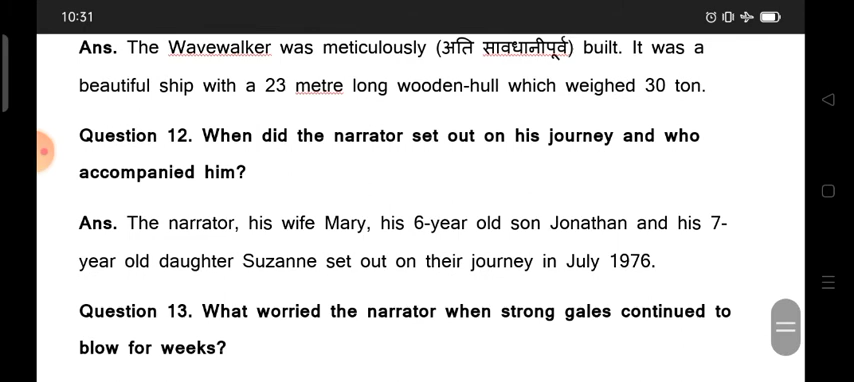 10:31
Ans. The Wavewalker was meticulously (अति सावधानीपूर्व) built. It was a
beautiful ship with a 23 metre long wooden-hull which weighed 30 ton.
Question 12. When did the narrator set out on his journey and who
accompanied him?
Ans. The narrator, his wife Mary, his 6-year old son Jonathan and his 7-
year old daughter Suzanne set out on their journey in July 1976.
Question 13. What worried the narrator when strong gales continued to
blow for weeks?